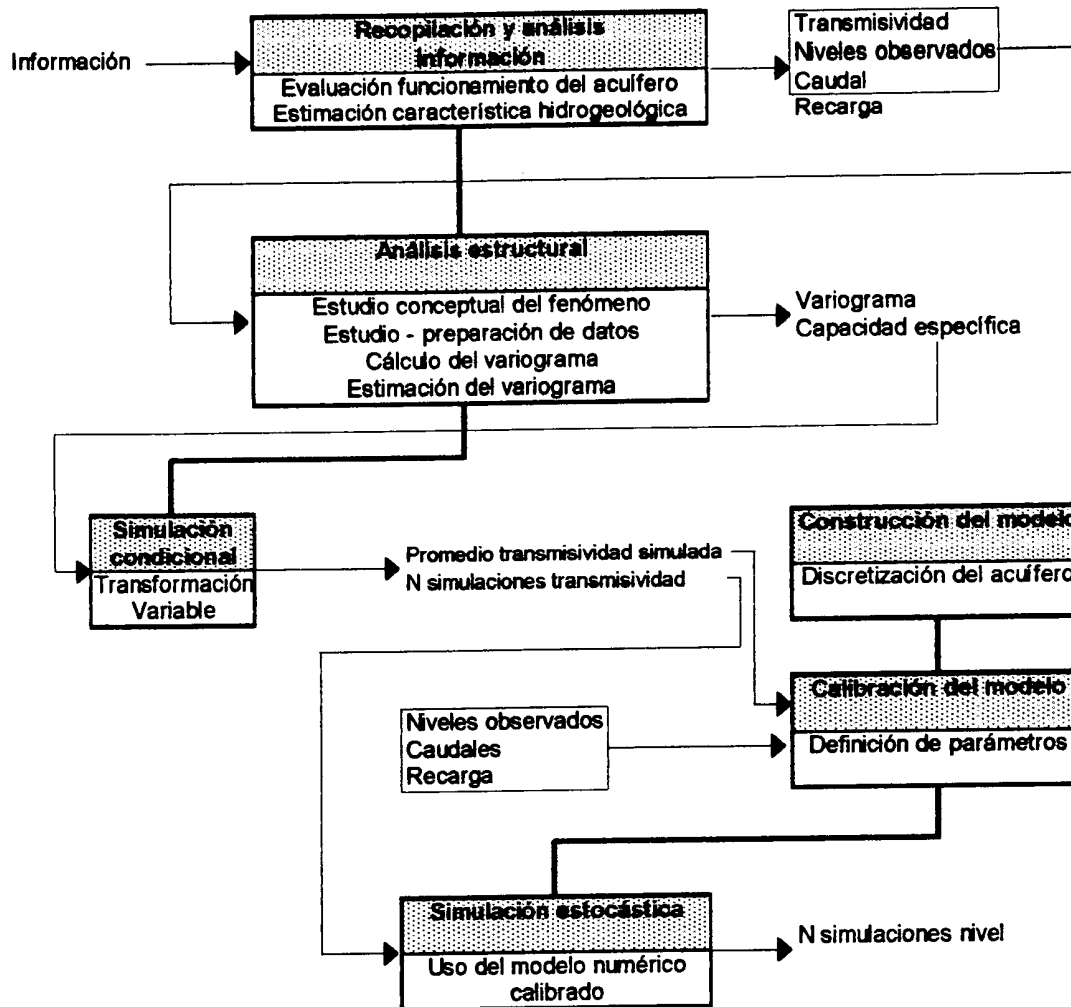 Recopilación y análisis
información
Información
Evaluación funcionamiento del acuífero
Estimación característica hidrogeológica
Transmisividad
Niveles observados
Caudal
Recarga
Análisis estructural
Estudio conceptual del fenómeno
Estudio - preparación de datos
Cálculo del variograma
Estimación del variograma
Variograma
Capacidad específica
Simulación
condicional
Transformación
Variable
Promedio transmisividad simulada
N simulaciones transmisividad
Construcción del modelo
Discretización del acuífero
Calibración del modelo
Definición de parámetros
Niveles observados
Caudales
Recarga
Simulación estocástica
Uso del modelo numérico
calibrado
N simulaciones nivel